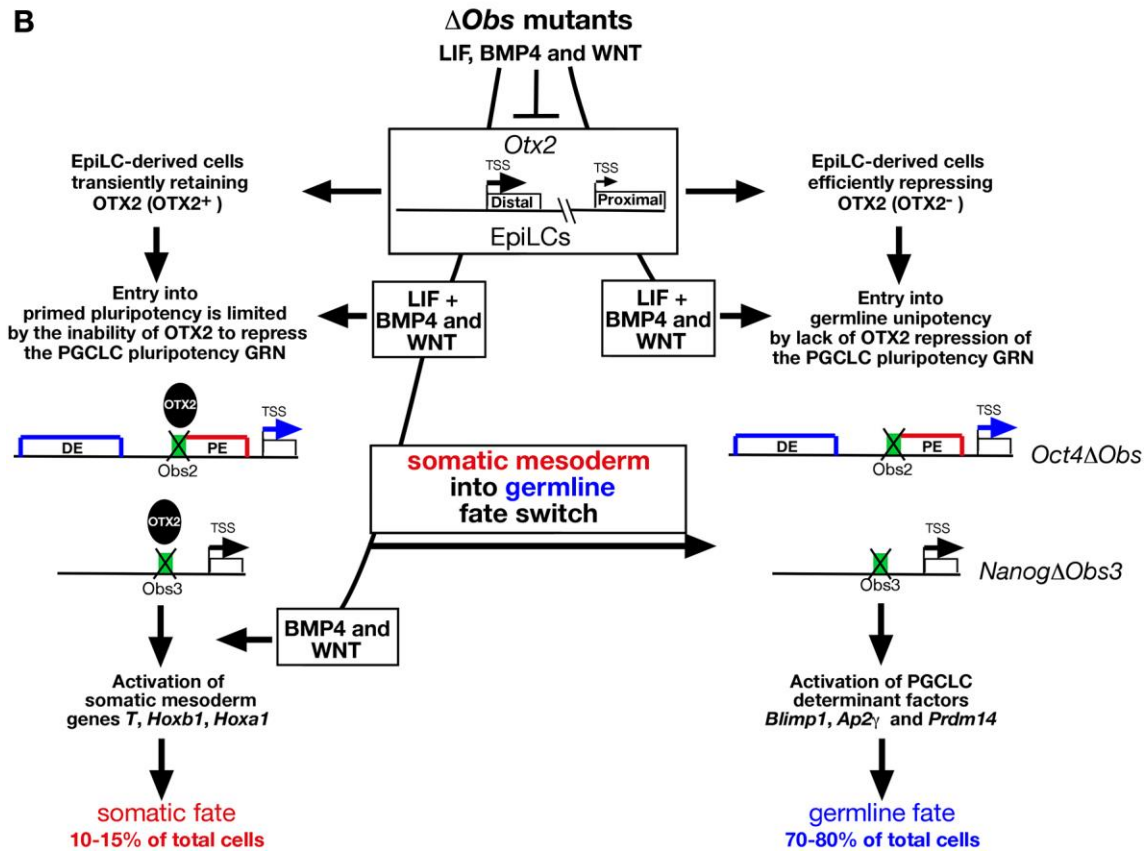 B
ΔObs mutants
LIF, BMP4 and WNT
Otx2
TSS
TSS
Distal
Proximal
EpiLCs
EpiLC-derived cells
transiently retaining
OTX2 (OTX2+ )
EpiLC-derived cells
efficiently repressing
OTX2 (OTX2- )
Entry into
primed pluripotency is limited
by the inability of OTX2 to repress
the PGCLC pluripotency GRN
LIF +
BMP4 and
WNT
LIF +
BMP4 and
WNT
Entry into
germline unipotency
by lack of OTX2 repression of
the PGCLC pluripotency GRN
OTX2
TSS
DE
PE
Obs2
somatic mesoderm
into germline
fate switch
TSS
DE
PE
Obs2
Oct4ΔObs
OTX2
TSS
Obs3
TSS
Obs3
NanogΔObs3
BMP4 and
WNT
Activation of
somatic mesoderm
genes T, Hoxb1, Hoxa1
Activation of PGCLC
determinant factors
Blimp1, Ap2γ and Prdm14
somatic fate
10-15% of total cells
germline fate
70-80% of total cells